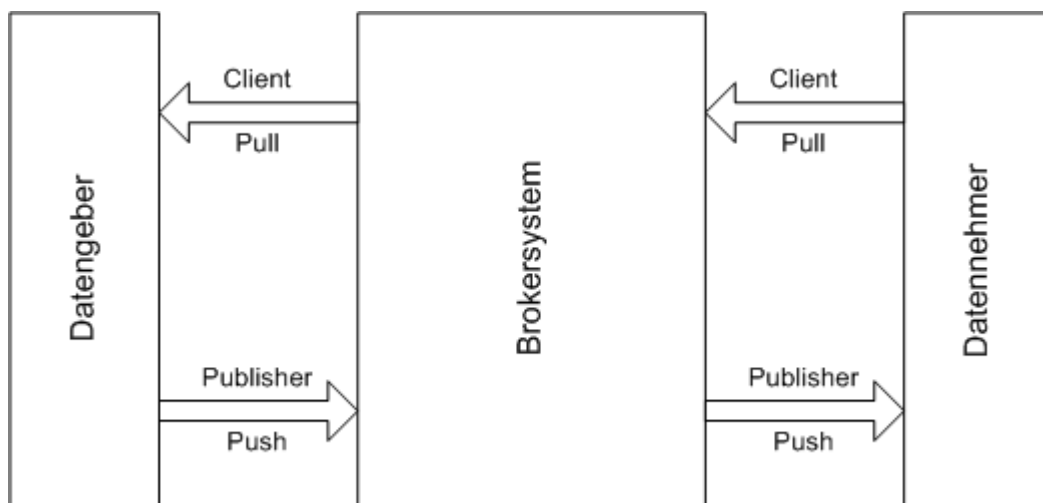 Datengeber
Client
Pull
Publisher
Push
Brokersystem
Client
Pull
Publisher
Push
Datennehmer